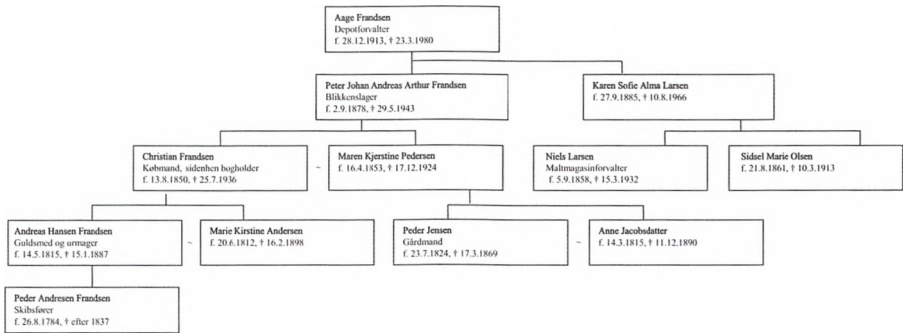 Aage Frandsen
Depotforvalter
f. 28.12.1913, † 23.3.1980
Peter Johan Andreas Arthur Frandsen
Blikkenslager
f. 2.9.1878, † 29.5.1943
Karen Sofie Alma Larsen
f. 27.9.1885, † 10.8.1966
Christian Frandsen
Købmand, sidenhen bogholder
f. 13.8.1850, † 25.7.1936
~
Maren Kjerstine Pedersen
f. 16.4.1853, † 17.12.1924
Niels Larsen
Maltmagasinforvalter
f. 5.9.1858, † 15.3.1932
Sidsel Marie Olsen
f. 21.8.1861, † 10.3.1913
Andreas Hansen Frandsen
Guldsmed og urmager
f. 14.5.1815, † 15.1.1887
~
Marie Kirstine Andersen
f. 20.6.1812, † 16.2.1898
Peder Jensen
Gårdmand
f. 23.7.1824, † 17.3.1869
~
Anne Jacobsdatter
f. 14.3.1815, † 11.12.1890
Peder Andresen Frandsen
Skibsfører
f. 26.8.1784, † efter 1837